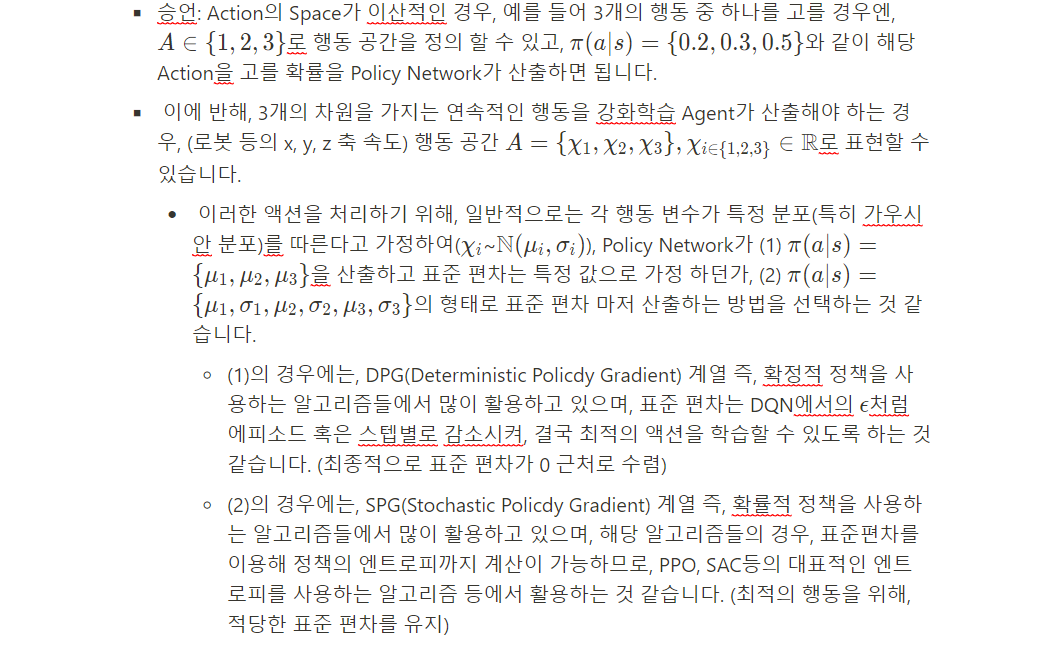 ▪ 승언: Action의 Space가 이산적인 경우, 예를 들어 3개의 행동 중 하나를 고를 경우엔,
A ∈ {1, 2, 3}로 행동 공간을 정의 할 수 있고, π(a|s) = {0.2, 0.3, 0.5}와 같이 해당
Action을 고를 확률을 Policy Network가 산출하면 됩니다.
▪ 이에 반해, 3개의 차원을 가지는 연속적인 행동을 강화학습 Agent가 산출해야 하는 경
우, (로봇 등의 x, y, z 축 속도) 행동 공간 A = {χ₁, χ₂, χ₃}, χ_{i∈{1,2,3}} ∈ ℝ로 표현할 수
있습니다.
• 이러한 액션을 처리하기 위해, 일반적으로는 각 행동 변수가 특정 분포(특히 가우시
안 분포)를 따른다고 가정하여(χᵢ~ℕ(μᵢ, σᵢ)), Policy Network가 (1) π(a|s) =
{μ₁, μ₂, μ₃}을 산출하고 표준 편차는 특정 값으로 가정 하던가, (2) π(a|s) =
{μ₁, σ₁, μ₂, σ₂, μ₃, σ₃}의 형태로 표준 편차 마저 산출하는 방법을 선택하는 것 같
습니다.
◦ (1)의 경우에는, DPG(Deterministic Policdy Gradient) 계열 즉, 확정적 정책을 사
용하는 알고리즘들에서 많이 활용하고 있으며, 표준 편차는 DQN에서의 ϵ처럼
에피소드 혹은 스텝별로 감소시켜, 결국 최적의 액션을 학습할 수 있도록 하는 것
같습니다. (최종적으로 표준 편차가 0 근처로 수렴)
◦ (2)의 경우에는, SPG(Stochastic Policdy Gradient) 계열 즉, 확률적 정책을 사용하
는 알고리즘들에서 많이 활용하고 있으며, 해당 알고리즘들의 경우, 표준편차를
이용해 정책의 엔트로피까지 계산이 가능하므로, PPO, SAC등의 대표적인 엔트
로피를 사용하는 알고리즘 등에서 활용하는 것 같습니다. (최적의 행동을 위해,
적당한 표준 편차를 유지)